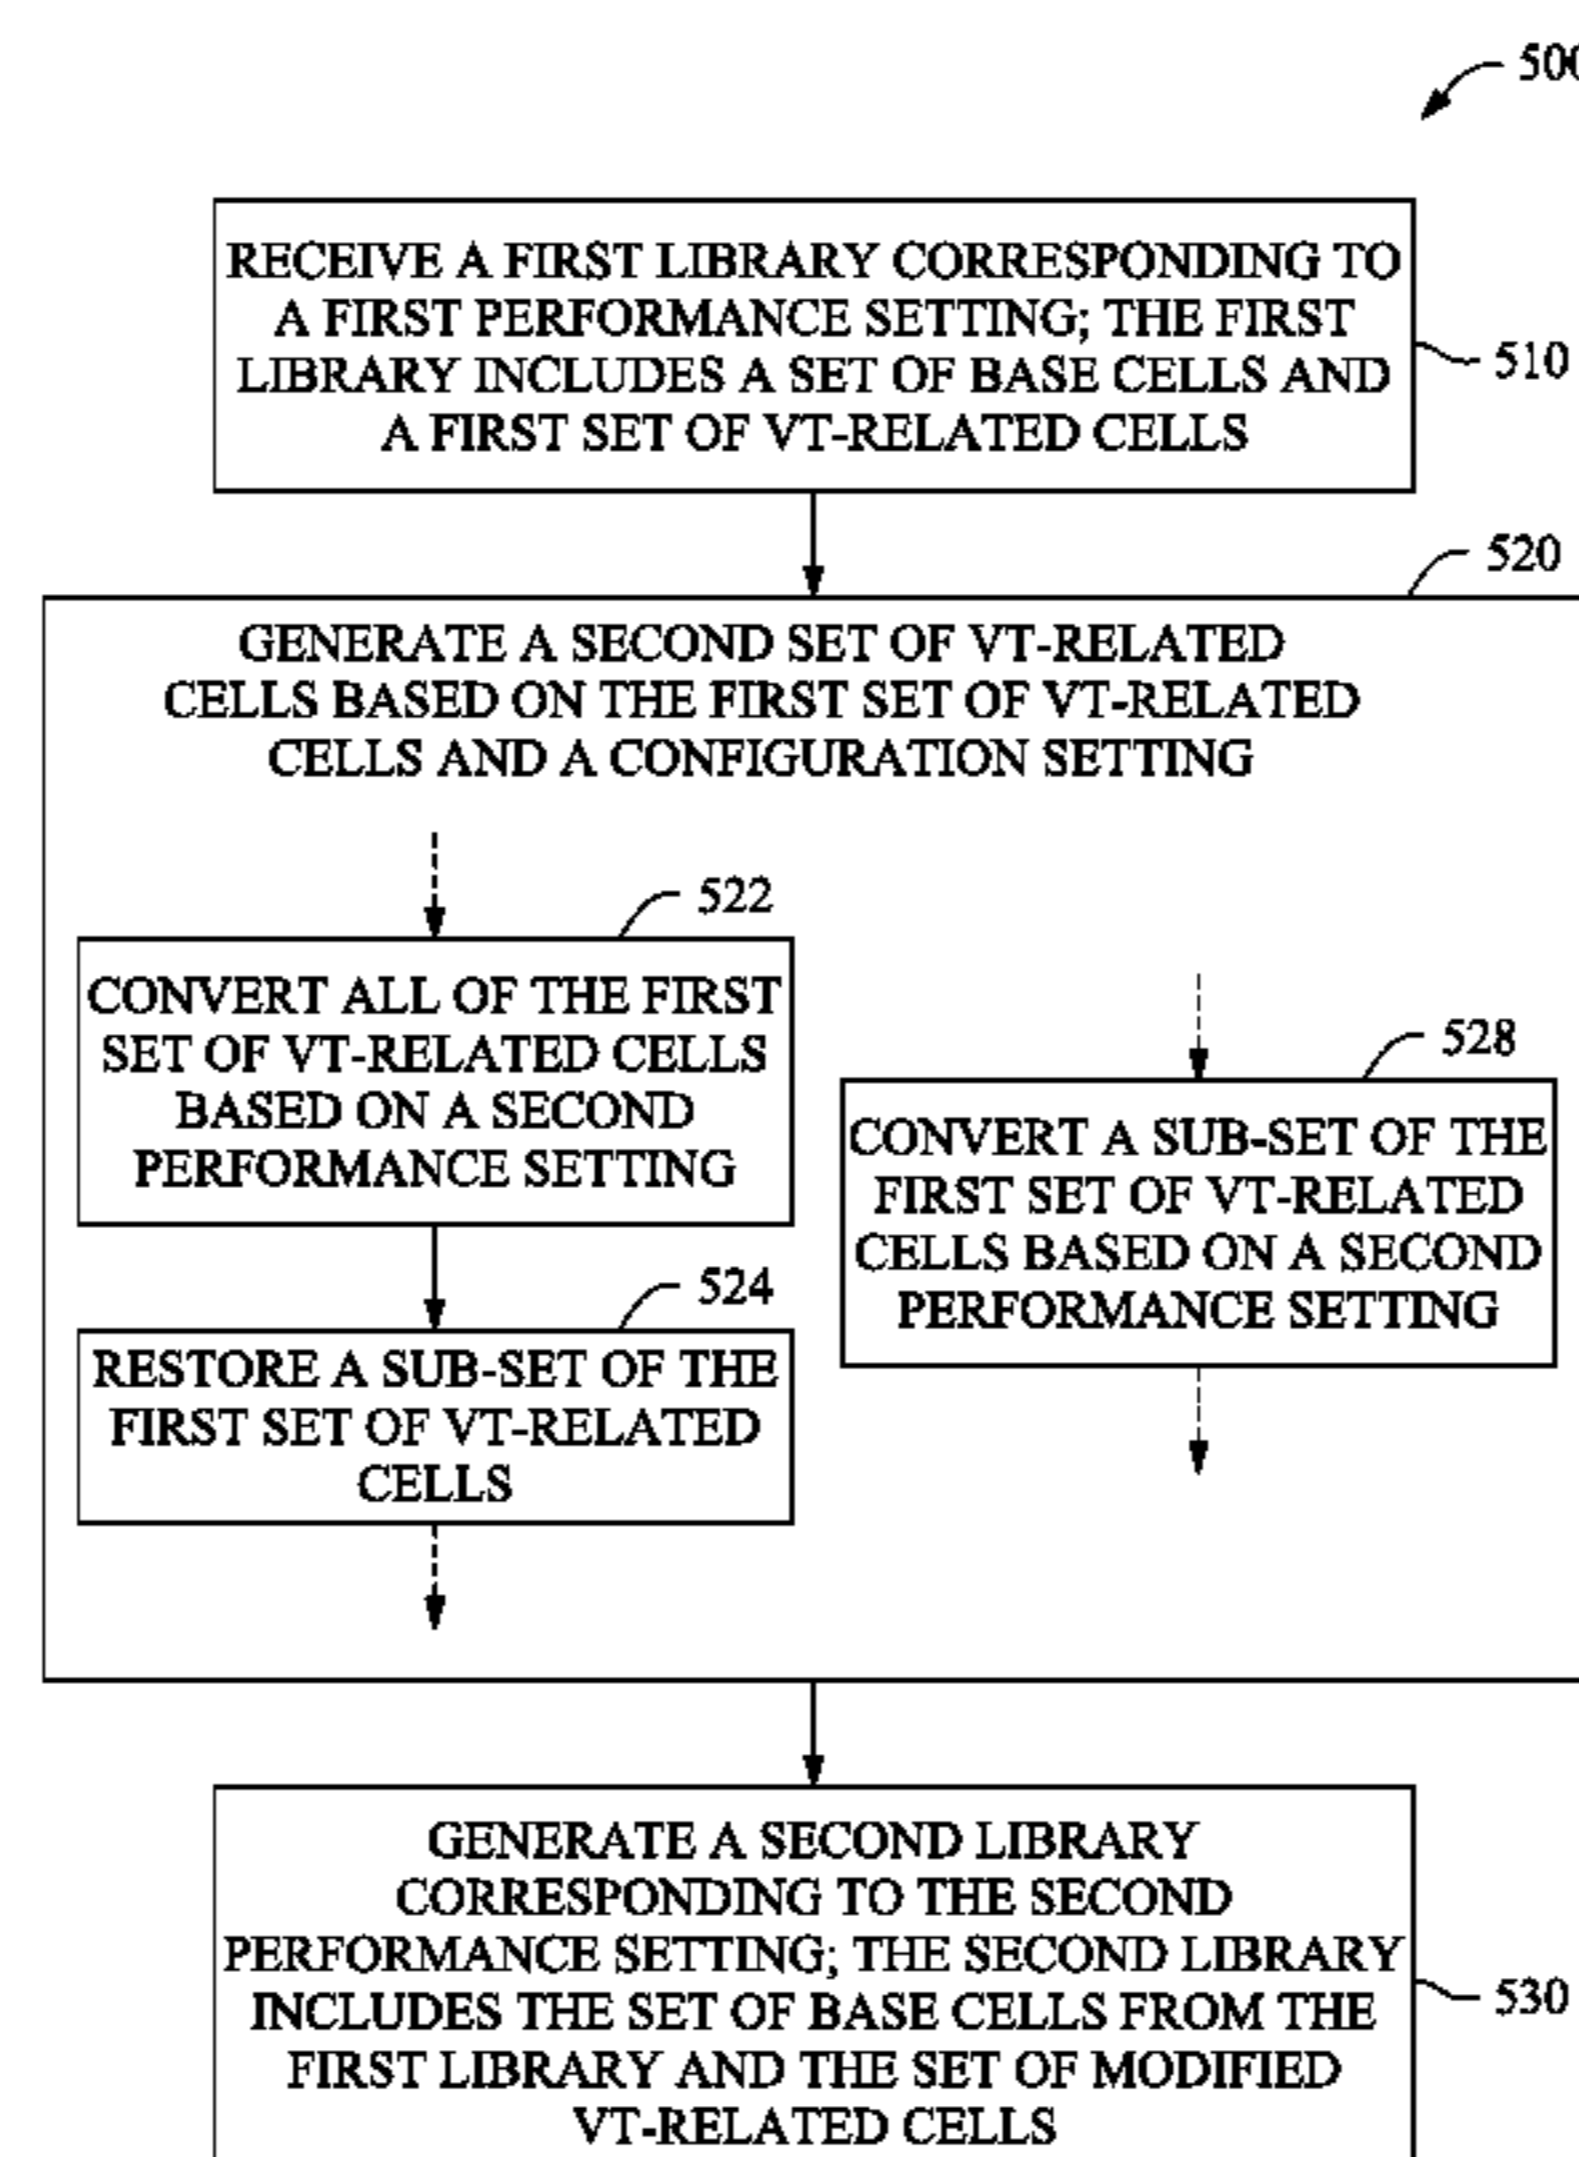 500
RECEIVE A FIRST LIBRARY CORRESPONDING TO
A FIRST PERFORMANCE SETTING; THE FIRST
LIBRARY INCLUDES A SET OF BASE CELLS AND
A FIRST SET OF VT-RELATED CELLS
510
520
GENERATE A SECOND SET OF VT-RELATED
CELLS BASED ON THE FIRST SET OF VT-RELATED
CELLS AND A CONFIGURATION SETTING
522
CONVERT ALL OF THE FIRST
SET OF VT-RELATED CELLS
BASED ON A SECOND
PERFORMANCE SETTING
524
RESTORE A SUB-SET OF THE
FIRST SET OF VT-RELATED
CELLS
528
CONVERT A SUB-SET OF THE
FIRST SET OF VT-RELATED
CELLS BASED ON A SECOND
PERFORMANCE SETTING
GENERATE A SECOND LIBRARY
CORRESPONDING TO THE SECOND
PERFORMANCE SETTING; THE SECOND LIBRARY
INCLUDES THE SET OF BASE CELLS FROM THE
FIRST LIBRARY AND THE SET OF MODIFIED
VT-RELATED CELLS
530